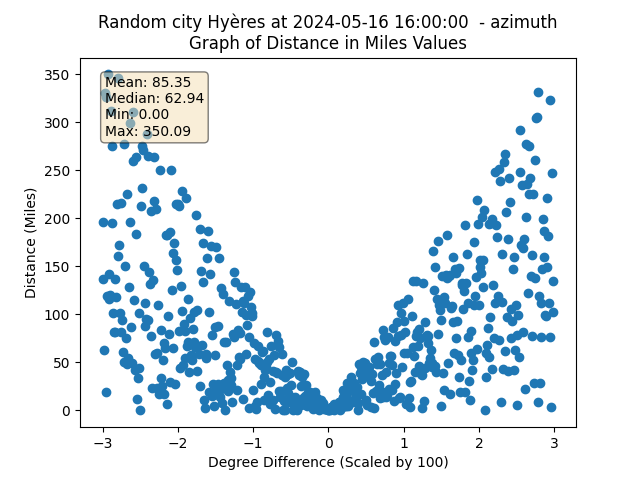 Random city Hyères at 2024-05-16 16:00:00  - azimuth
Graph of Distance in Miles Values
Mean: 85.35
Median: 62.94
Min: 0.00
Max: 350.09
350
300
250
200
150
100
50
0
Distance (Miles)
−3 −2 −1 0 1 2 3
Degree Difference (Scaled by 100)